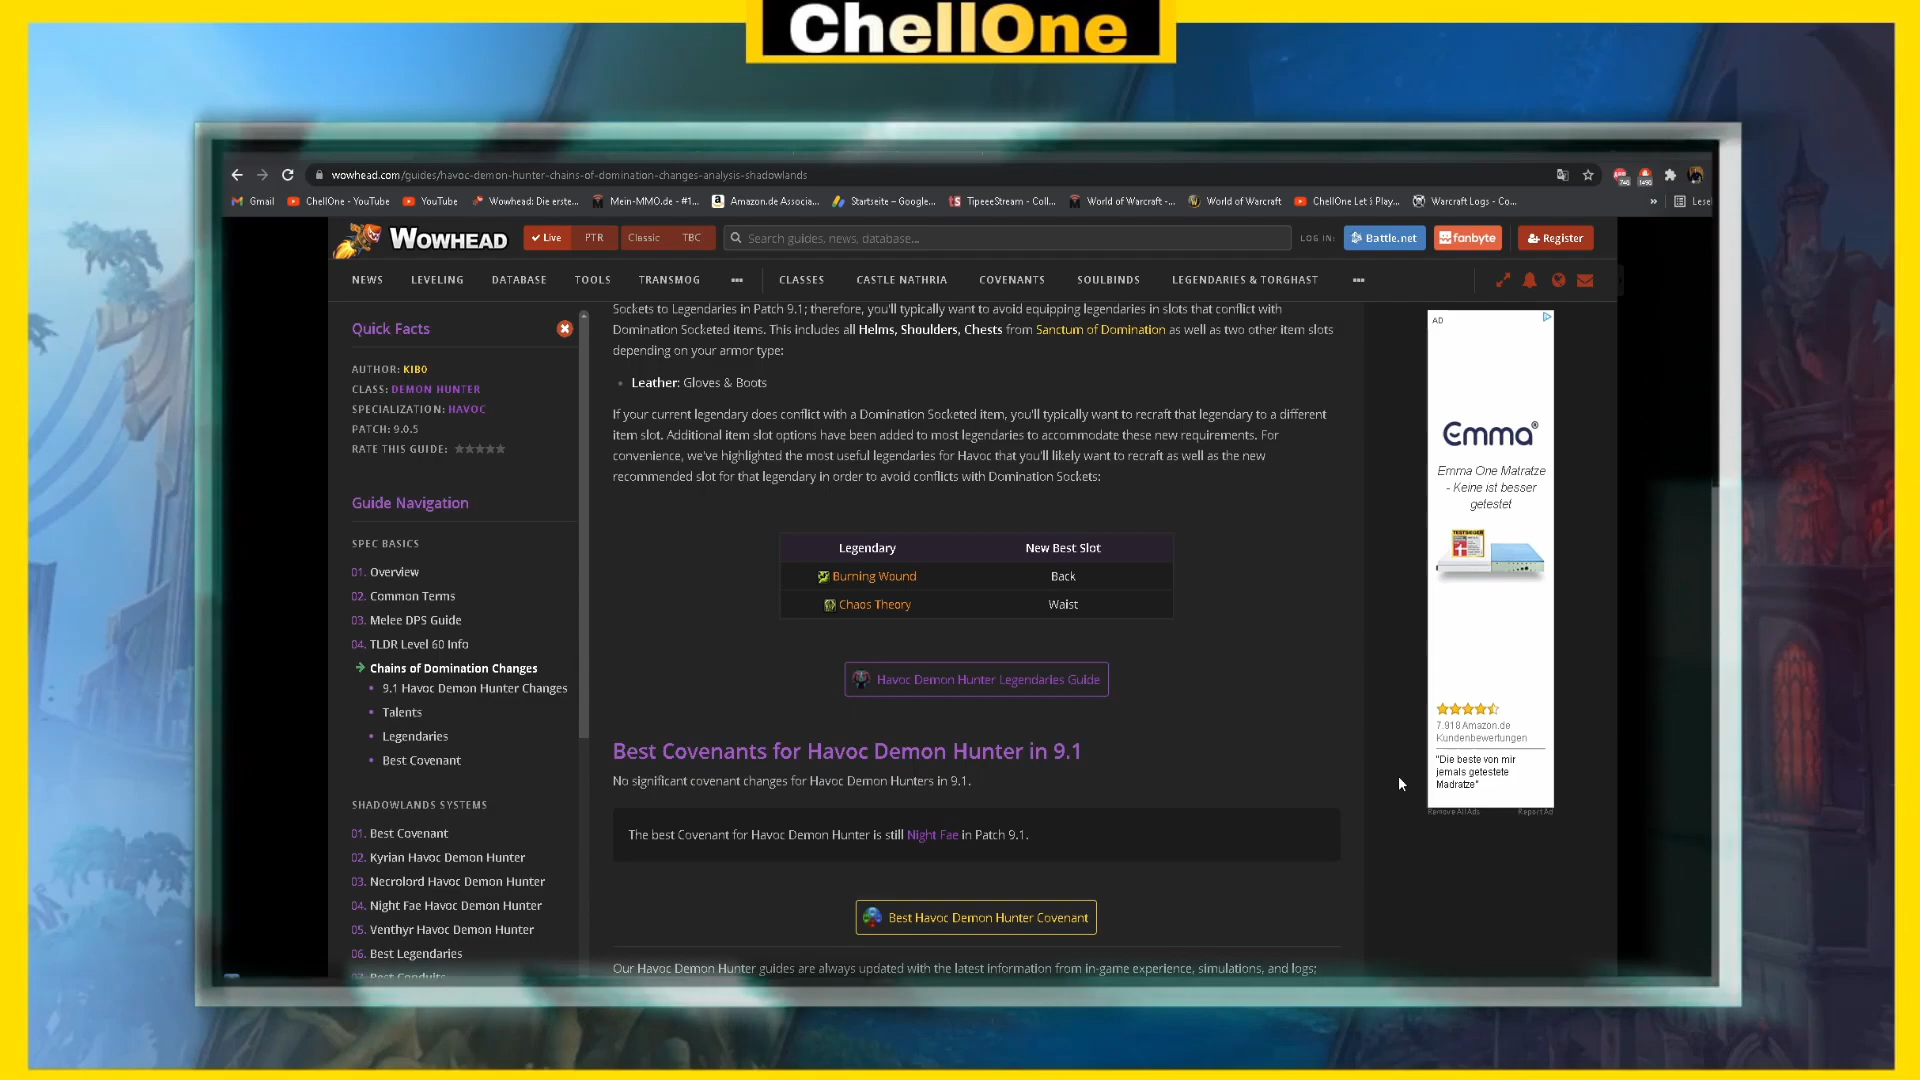 ChellOne
wowhead.com/guides/havoc-demon-hunter-chains-of-domination-changes-analysis-shadowlands
Gmail ChellOne - YouTube YouTube Wowhead: Die erste... Mein-MMO.de - #1... Amazon.de Associa... Startseite – Google... TipeeeStream - Coll... World of Warcraft -... World of Warcraft ChellOne Let´s Play... Warcraft Logs - Co... » Lese
WOWHEAD Live PTR Classic TBC Search guides, news, database... LOG IN: Battle.net fanbyte Register
NEWS LEVELING DATABASE TOOLS TRANSMOG ... CLASSES CASTLE NATHRIA COVENANTS SOULBINDS LEGENDARIES & TORGHAST ...
Quick Facts
AUTHOR: KIB0
CLASS: DEMON HUNTER
SPECIALIZATION: HAVOC
PATCH: 9.0.5
RATE THIS GUIDE:
Guide Navigation
SPEC BASICS
01. Overview
02. Common Terms
03. Melee DPS Guide
04. TLDR Level 60 Info
Chains of Domination Changes
• 9.1 Havoc Demon Hunter Changes
• Talents
• Legendaries
• Best Covenant
SHADOWLANDS SYSTEMS
01. Best Covenant
02. Kyrian Havoc Demon Hunter
03. Necrolord Havoc Demon Hunter
04. Night Fae Havoc Demon Hunter
05. Venthyr Havoc Demon Hunter
06. Best Legendaries
07. Best Conduits
Sockets to Legendaries in Patch 9.1; therefore, you'll typically want to avoid equipping legendaries in slots that conflict with
Domination Socketed items. This includes all Helms, Shoulders, Chests from Sanctum of Domination as well as two other item slots
depending on your armor type:
• Leather: Gloves & Boots
If your current legendary does conflict with a Domination Socketed item, you'll typically want to recraft that legendary to a different
item slot. Additional item slot options have been added to most legendaries to accommodate these new requirements. For
convenience, we've highlighted the most useful legendaries for Havoc that you'll likely want to recraft as well as the new
recommended slot for that legendary in order to avoid conflicts with Domination Sockets:
Legendary New Best Slot
Burning Wound Back
Chaos Theory Waist
Havoc Demon Hunter Legendaries Guide
Best Covenants for Havoc Demon Hunter in 9.1
No significant covenant changes for Havoc Demon Hunters in 9.1.
The best Covenant for Havoc Demon Hunter is still Night Fae in Patch 9.1.
Best Havoc Demon Hunter Covenant
Our Havoc Demon Hunter guides are always updated with the latest information from in-game experience, simulations, and logs;
AD
Emma®
Emma One Matratze
- Keine ist besser
getestet
7.918 Amazon.de
Kundenbewertungen
"Die beste von mir
jemals getestete
Madratze"
Remove All Ads Report Ad